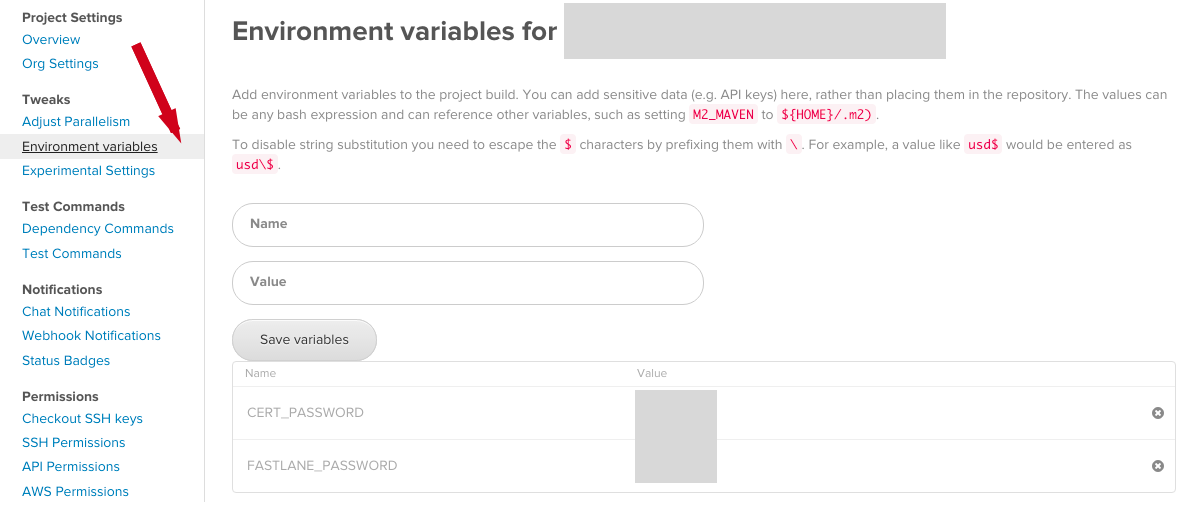 Project Settings
Overview
Org Settings
Tweaks
Adjust Parallelism
Environment variables
Experimental Settings
Test Commands
Dependency Commands
Test Commands
Notifications
Chat Notifications
Webhook Notifications
Status Badges
Permissions
Checkout SSH keys
SSH Permissions
API Permissions
AWS Permissions
Environment variables for
Add environment variables to the project build. You can add sensitive data (e.g. API keys) here, rather than placing them in the repository. The values can
be any bash expression and can reference other variables, such as setting M2_MAVEN to ${HOME}/.m2).
To disable string substitution you need to escape the $ characters by prefixing them with \. For example, a value like usd$ would be entered as
usd\$.
Name
Value
Save variables
Name Value
CERT_PASSWORD
FASTLANE_PASSWORD